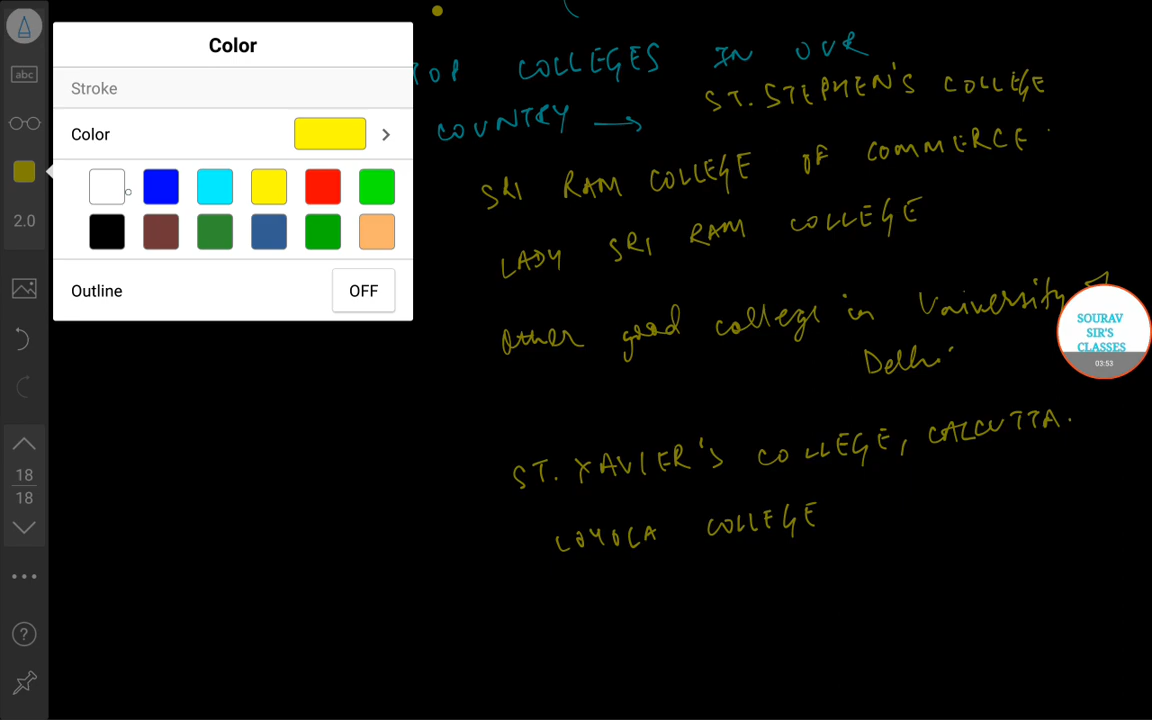 Color
Stroke
Color
Outline
OFF
abc
2.0
18
18
?
TOP COLLEGES IN OUR
COUNTRY → ST. STEPHEN'S COLLEGE
SRI RAM COLLEGE OF COMMERCE.
LADY SRI RAM COLLEGE
other good college in University of
Delhi.
ST. XAVIER'S COLLEGE, CALCUTTA.
LOYOLA COLLEGE
SOURAV
SIR'S
CLASSES
03:53